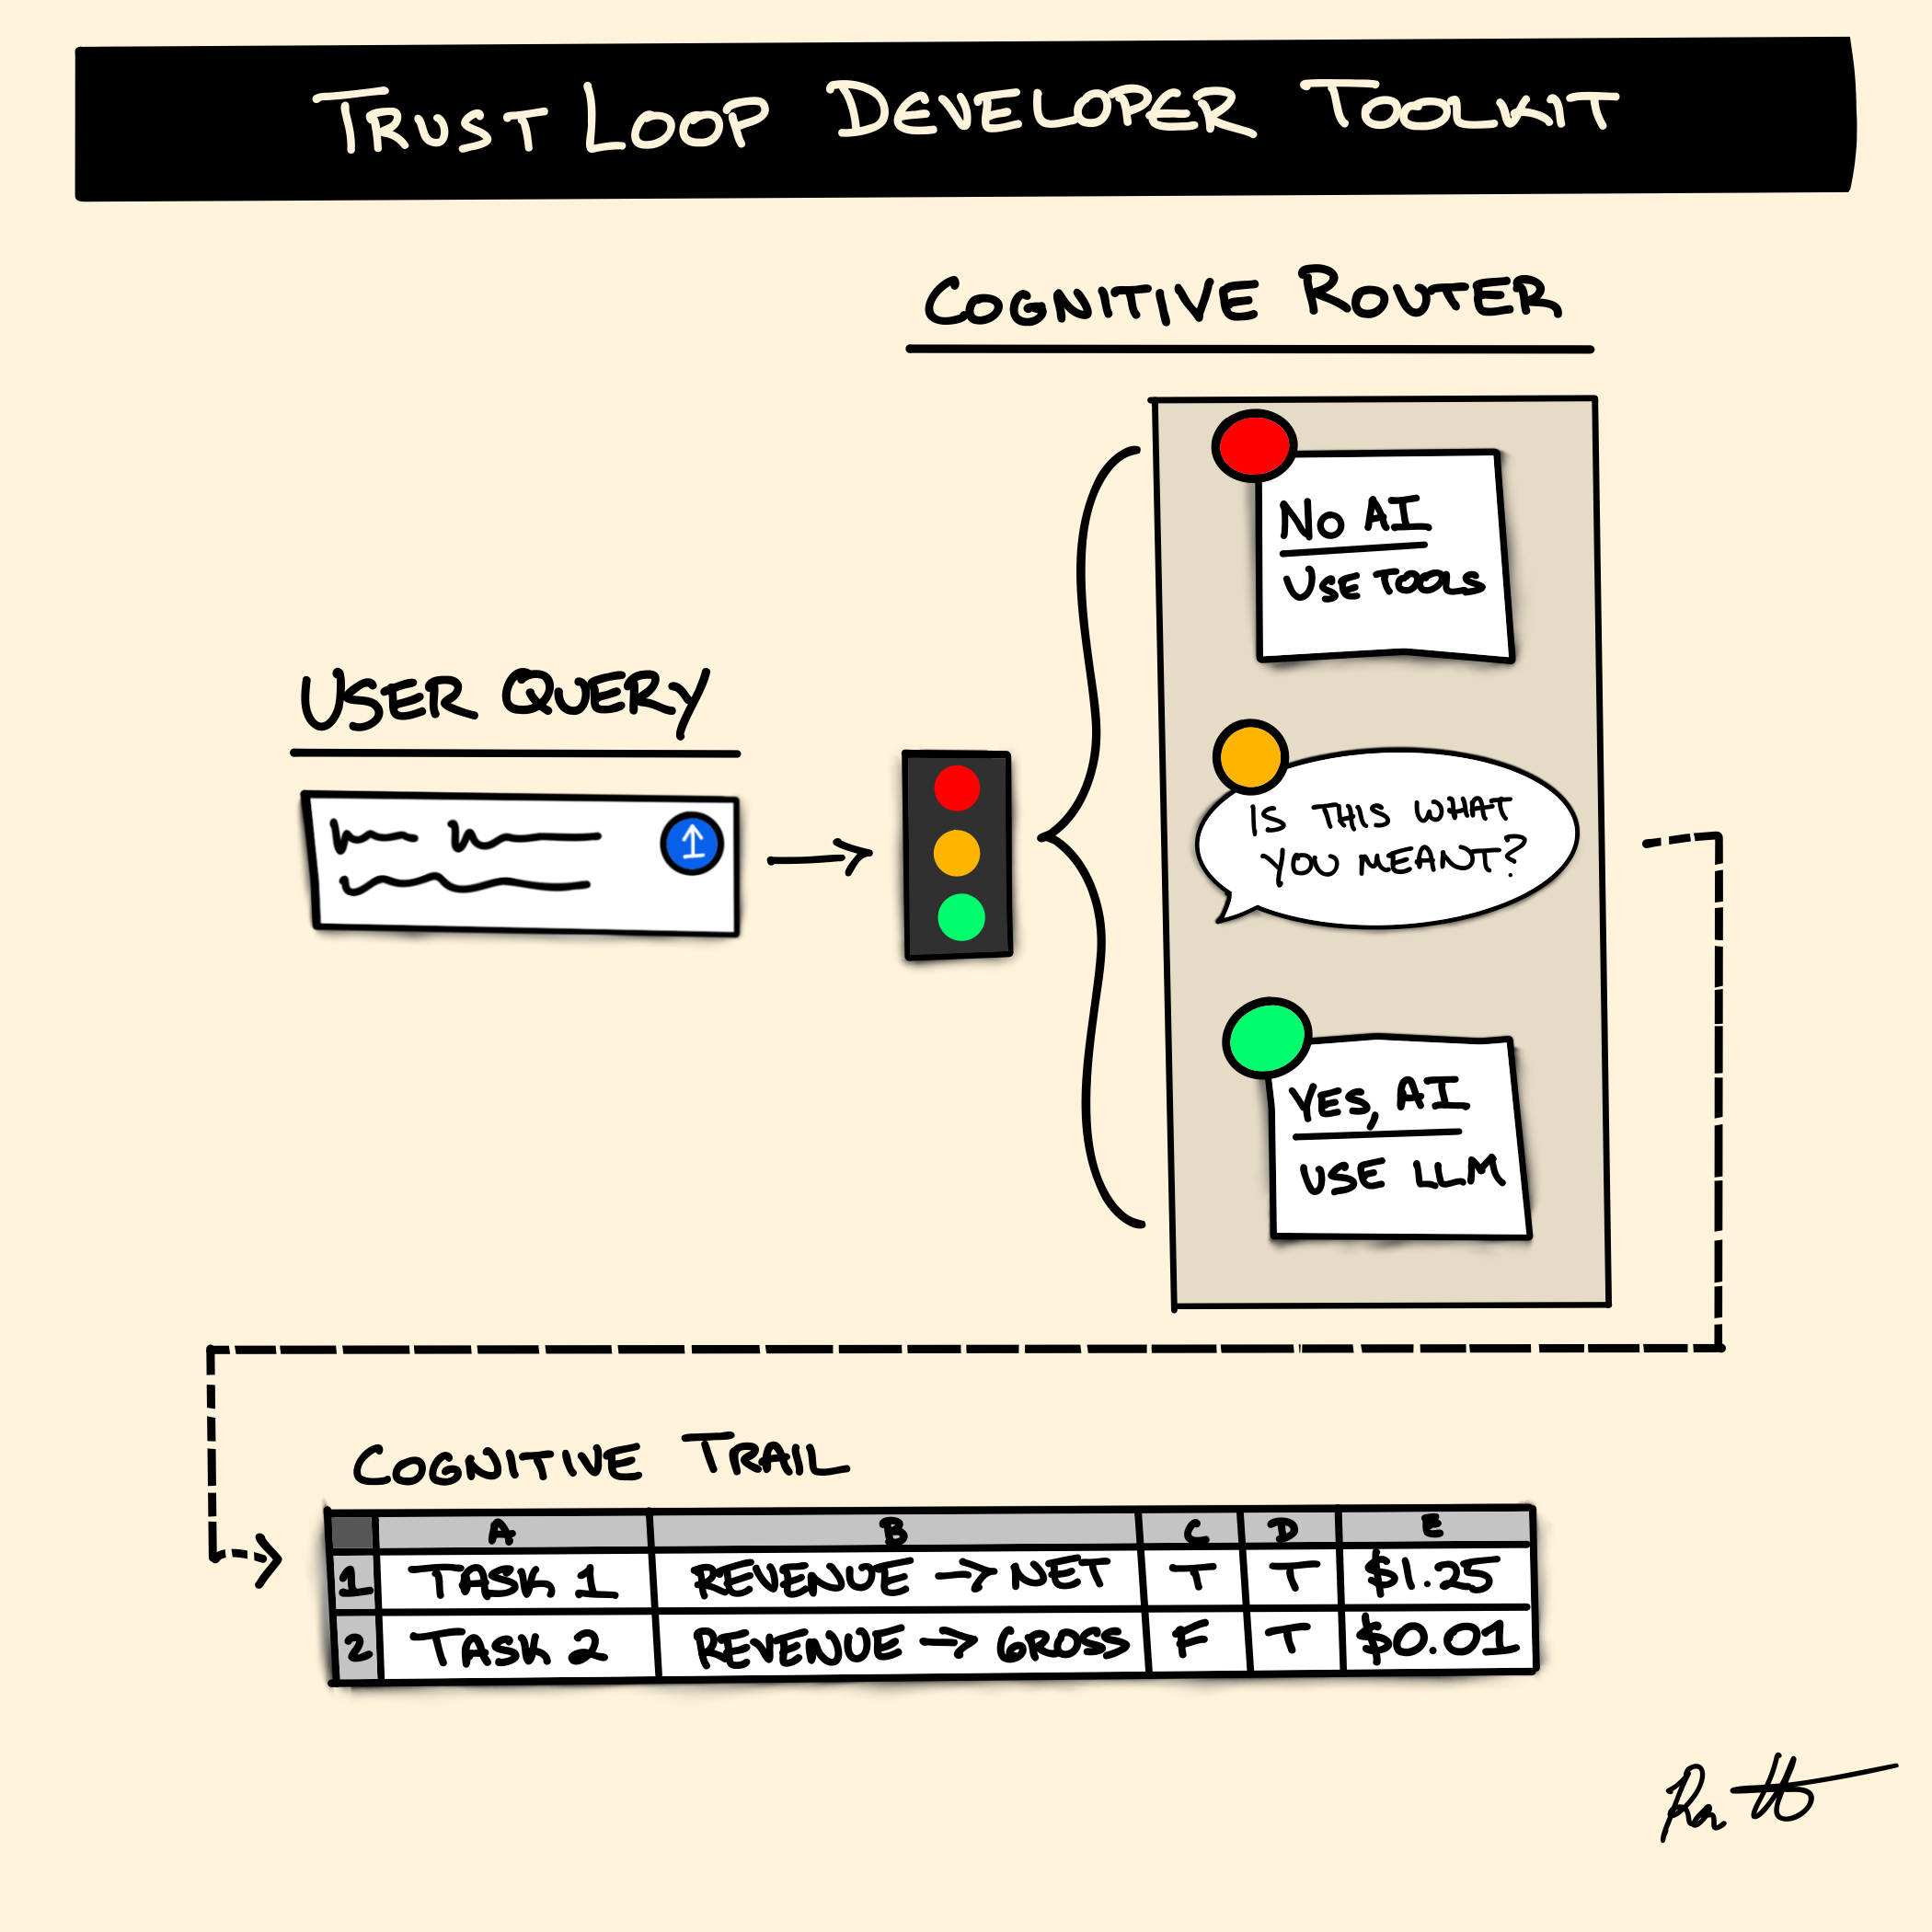 TRUST LOOP DEVELOPER TOOLKIT
COGNITIVE ROUTER
NO AI
USE TOOLS
USER QUERY
IS THIS WHAT
YOU MEANT?
YES, AI
USE LLM
COGNITIVE TRAIL
A B C D E
1 TASK 1 REVENUE → NET T T $1.25
2 TASK 2 REVENUE → GROSS F T $0.01